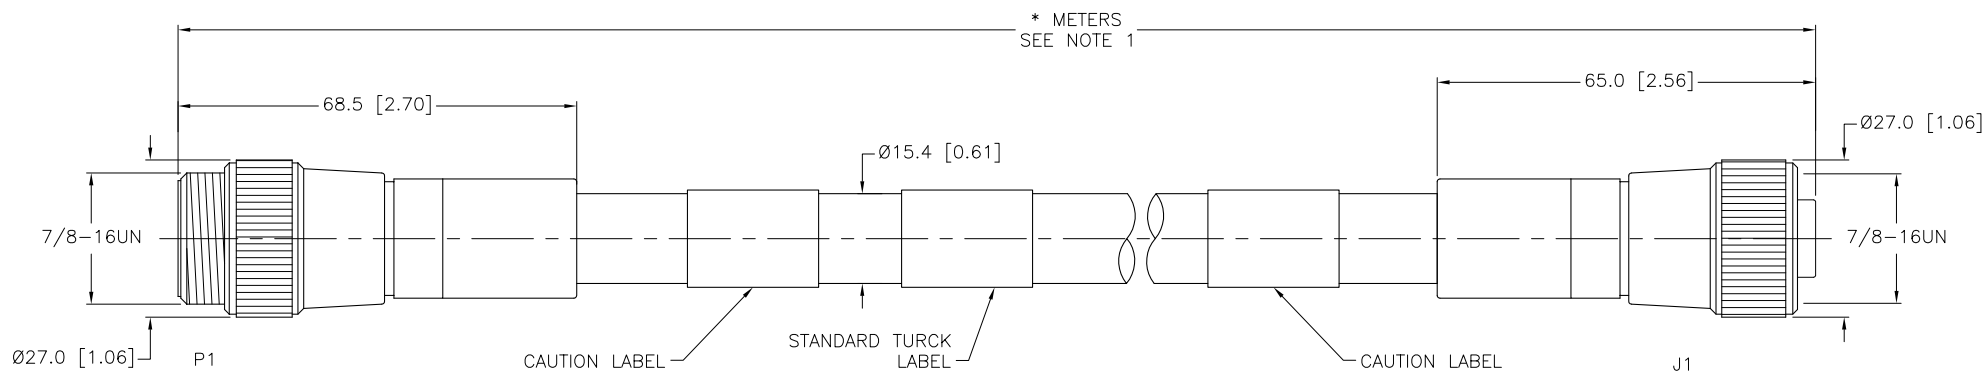 * METERS
SEE NOTE 1
65.0 [2.56]
68.5 [2.70]
Ø27.0 [1.06]
Ø15.4 [0.61]
7/8-16UN
7/8-16UN
STANDARD TURCK
LABEL
Ø27.0 [1.06]
P1
CAUTION LABEL
CAUTION LABEL
J1